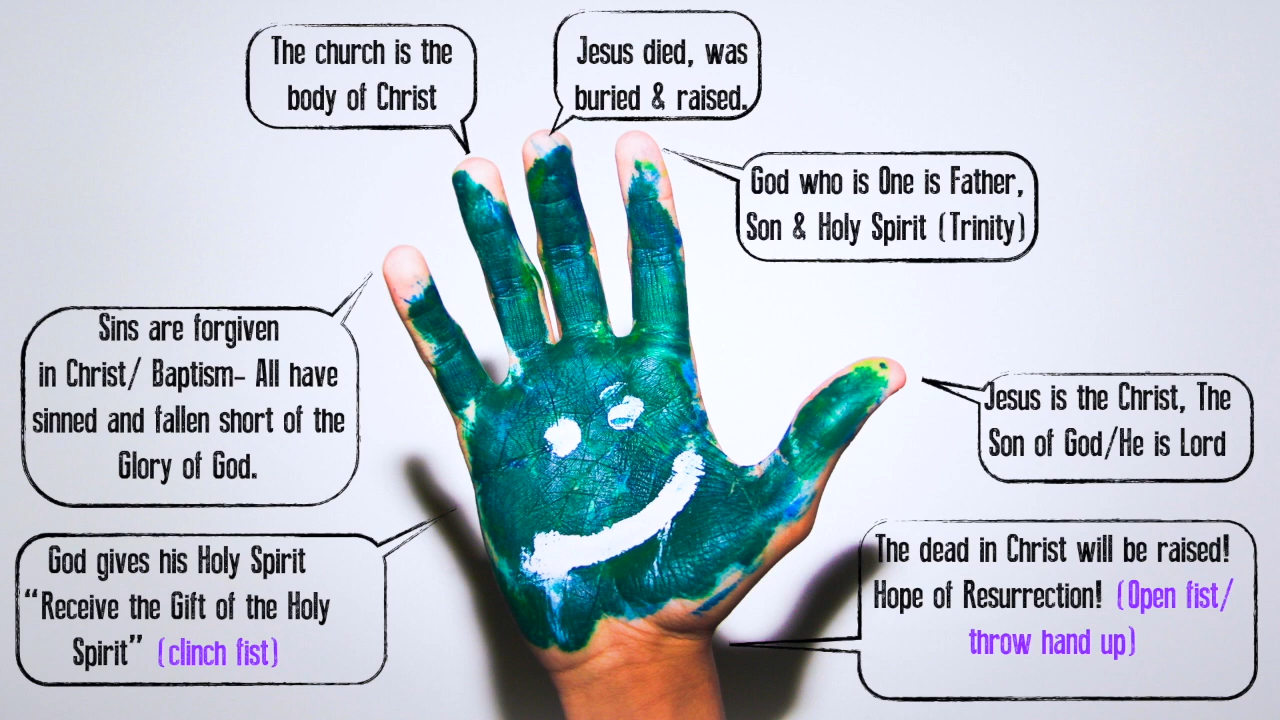 The church is the
body of Christ
Jesus died, was
buried & raised.
God who is One is Father,
Son & Holy Spirit (Trinity)
Sins are forgiven
in Christ/ Baptism- All have
sinned and fallen short of the
Glory of God.
Jesus is the Christ, The
Son of God/He is Lord
God gives his Holy Spirit
“Receive the Gift of the Holy
Spirit” (clinch fist)
The dead in Christ will be raised!
Hope of Resurrection! (Open fist/
throw hand up)